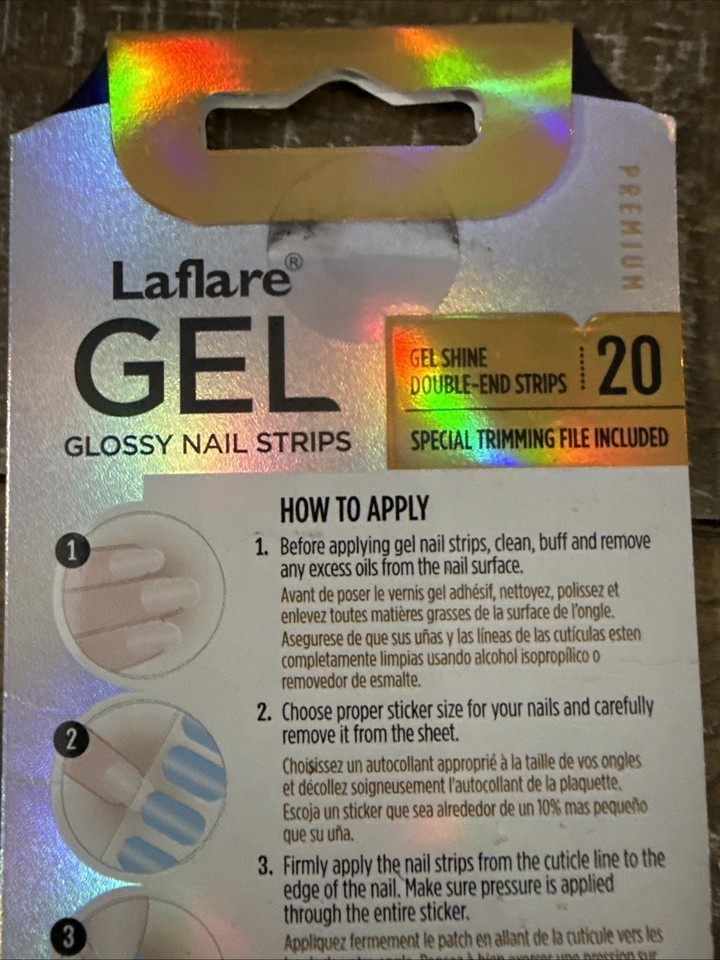 PREMIUM
Laflare®
GEL
GLOSSY NAIL STRIPS
GEL SHINE
DOUBLE-END STRIPS
20
SPECIAL TRIMMING FILE INCLUDED
HOW TO APPLY
1
1. Before applying gel nail strips, clean, buff and remove
any excess oils from the nail surface.
Avant de poser le vernis gel adhésif, nettoyez, polissez et
enlevez toutes matières grasses de la surface de l'ongle.
Asegurese de que sus uñas y las líneas de las cutículas esten
completamente limpias usando alcohol isopropílico o
removedor de esmalte.
2
2. Choose proper sticker size for your nails and carefully
remove it from the sheet.
Choisissez un autocollant approprié à la taille de vos ongles
et décollez soigneusement l'autocollant de la plaquette.
Escoja un sticker que sea alrededor de un 10% mas pequeño
que su uña.
3
3. Firmly apply the nail strips from the cuticle line to the
edge of the nail. Make sure pressure is applied
through the entire sticker.
Appliquez fermement le patch en allant de la cuticule vers les